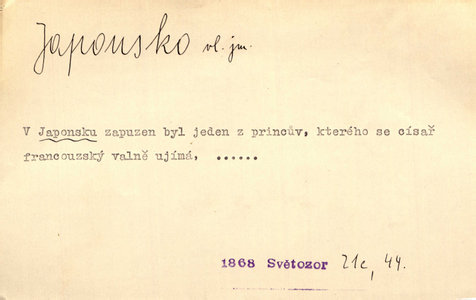 Japonsko vl. jm.
V Japonsku zapuzen byl jeden z princův, kterého se císař
francouzský valně ujímá, ......
1868 Světozor 21c, 44.